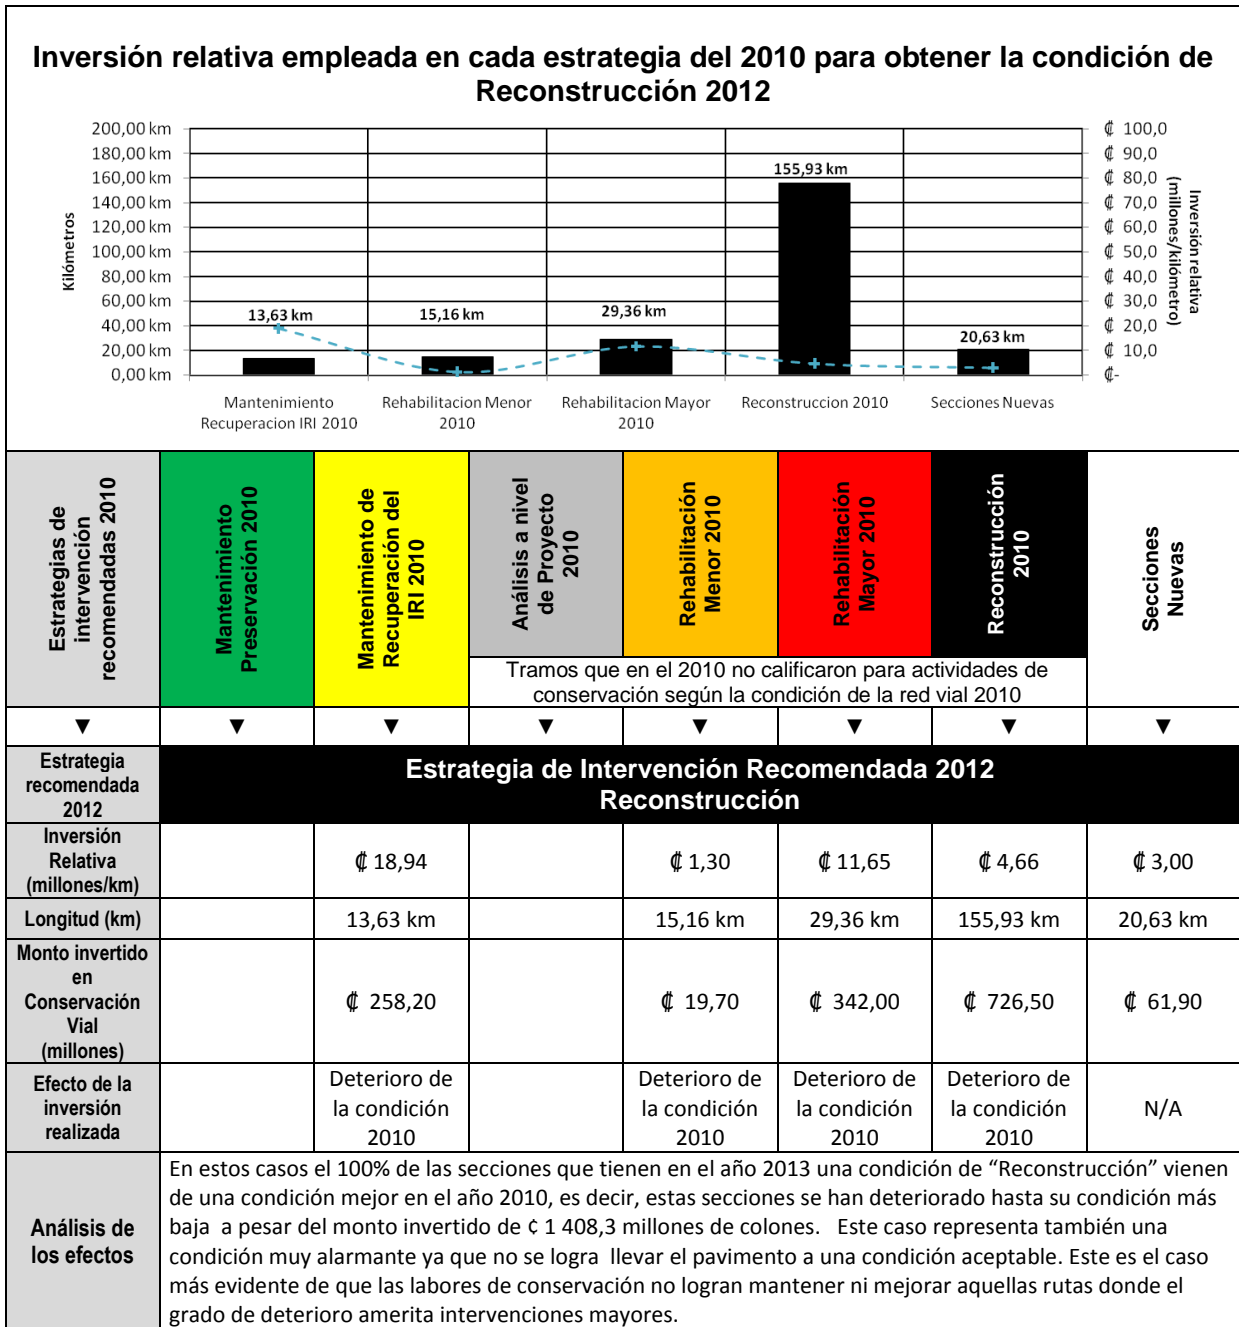 Inversión relativa empleada en cada estrategia del 2010 para obtener la condición de
Reconstrucción 2012
200,00 km
180,00 km
160,00 km
140,00 km
120,00 km
100,00 km
80,00 km
60,00 km
40,00 km
20,00 km
0,00 km
Kilómetros
13,63 km
15,16 km
29,36 km
155,93 km
20,63 km
₡ 100,0
₡ 90,0
₡ 80,0
₡ 70,0
₡ 60,0
₡ 50,0
₡ 40,0
₡ 30,0
₡ 20,0
₡ 10,0
₡-
Inversión relativa
(millones/kilómetro)
Mantenimiento
Recuperacion IRI 2010
Rehabilitacion Menor
2010
Rehabilitacion Mayor
2010
Reconstruccion 2010
Secciones Nuevas
Estrategias de
intervención
recomendadas 2010
Mantenimiento
Preservación 2010
Mantenimiento de
Recuperación del
IRI 2010
Análisis a nivel
de Proyecto
2010
Rehabilitación
Menor 2010
Rehabilitación
Mayor 2010
Reconstrucción
2010
Secciones
Nuevas
Tramos que en el 2010 no calificaron para actividades de
conservación según la condición de la red vial 2010
▼ ▼ ▼ ▼ ▼ ▼ ▼ ▼
Estrategia
recomendada
2012
Estrategia de Intervención Recomendada 2012
Reconstrucción
Inversión
Relativa
(millones/km)
₡ 18,94
₡ 1,30
₡ 11,65
₡ 4,66
₡ 3,00
Longitud (km)
13,63 km
15,16 km
29,36 km
155,93 km
20,63 km
Monto invertido
en
Conservación
Vial
(millones)
₡ 258,20
₡ 19,70
₡ 342,00
₡ 726,50
₡ 61,90
Efecto de la
inversión
realizada
Deterioro de
la condición
2010
Deterioro de
la condición
2010
Deterioro de
la condición
2010
Deterioro de
la condición
2010
N/A
Análisis de
los efectos
En estos casos el 100% de las secciones que tienen en el año 2013 una condición de “Reconstrucción” vienen
de una condición mejor en el año 2010, es decir, estas secciones se han deteriorado hasta su condición más
baja a pesar del monto invertido de ¢ 1 408,3 millones de colones. Este caso representa también una
condición muy alarmante ya que no se logra llevar el pavimento a una condición aceptable. Este es el caso
más evidente de que las labores de conservación no logran mantener ni mejorar aquellas rutas donde el
grado de deterioro amerita intervenciones mayores.